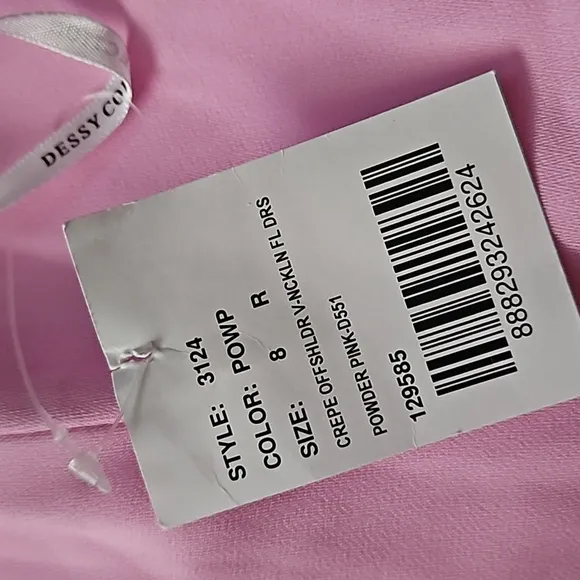 DESSY CO
STYLE: 3124
COLOR: POWP
SIZE: 8 R
CREPE OFFSHLDR V-NCKLN FL DRS
POWDER PINK-D551
129585
888293242624